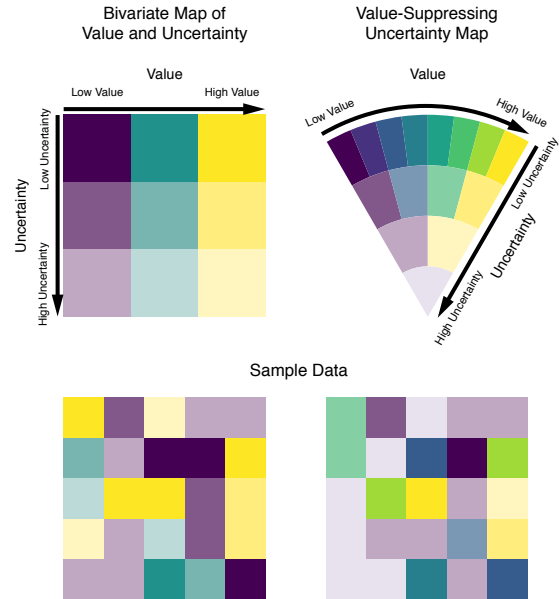 Bivariate Map of
Value and Uncertainty
Value
Low Value
High Value
Low Uncertainty
Uncertainty
High Uncertainty
Value-Suppressing
Uncertainty Map
Value
Low Value
High Value
Low Uncertainty
Uncertainty
High Uncertainty
Sample Data